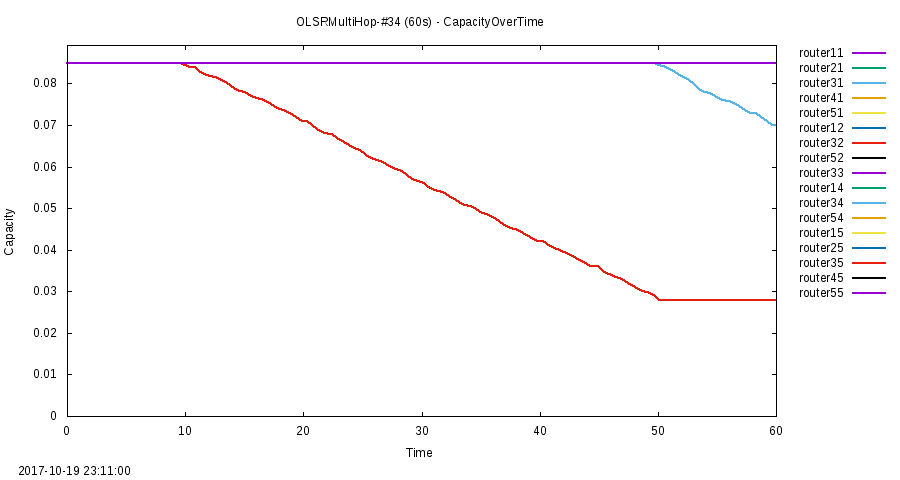 OLSRMultiHop-#34 (60s) - CapacityOverTime
router11
router21
router31
router41
router51
router12
router32
router52
router33
router14
router34
router54
router15
router25
router35
router45
router55
0.08
0.07
0.06
0.05
0.04
0.03
0.02
0.01
0
Capacity
0 10 20 30 40 50 60
Time
2017-10-19 23:11:00